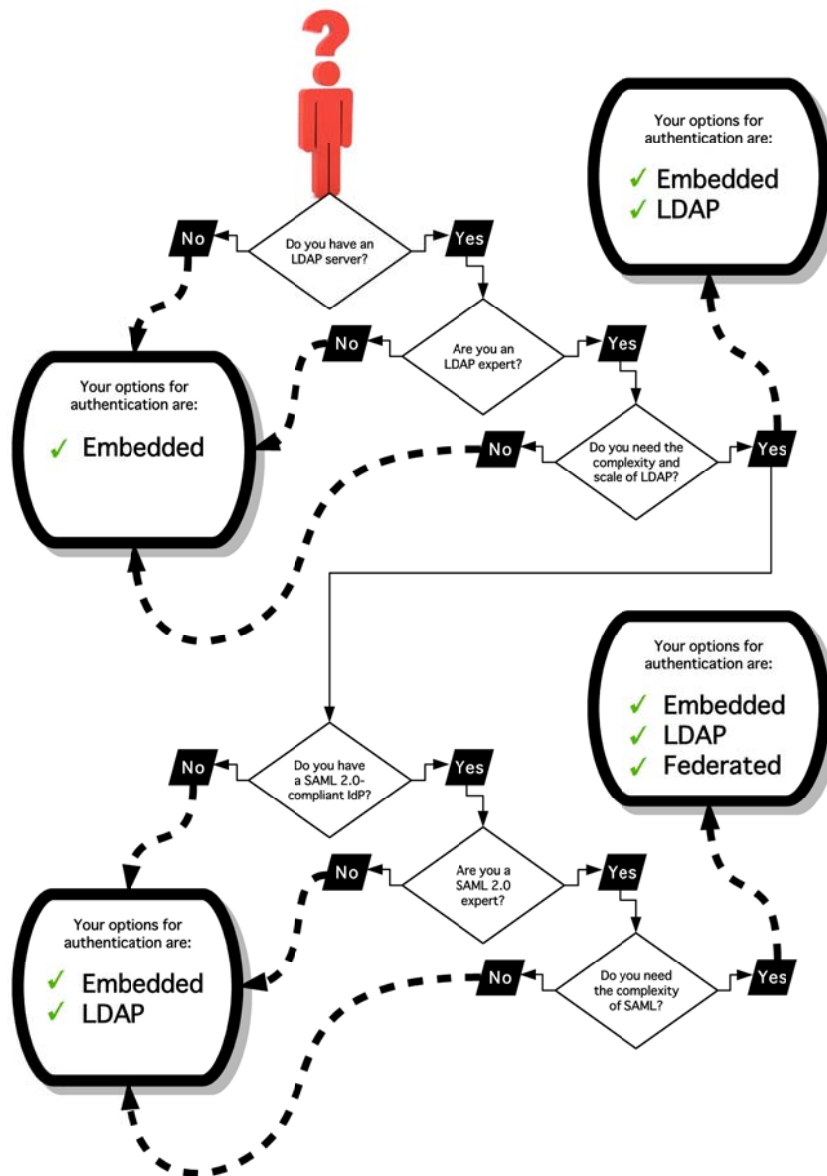 ?
Your options for
authentication are:
✓ Embedded
✓ LDAP
No
Do you have an
LDAP server?
Yes
No
Are you an
LDAP expert?
Yes
Your options for
authentication are:
✓ Embedded
No
Do you need the
complexity and
scale of LDAP?
Yes
Your options for
authentication are:
✓ Embedded
✓ LDAP
✓ Federated
No
Do you have
a SAML 2.0-
compliant IdP?
Yes
No
Are you a
SAML 2.0
expert?
Yes
Your options for
authentication are:
✓ Embedded
✓ LDAP
No
Do you need
the complexity
of SAML?
Yes